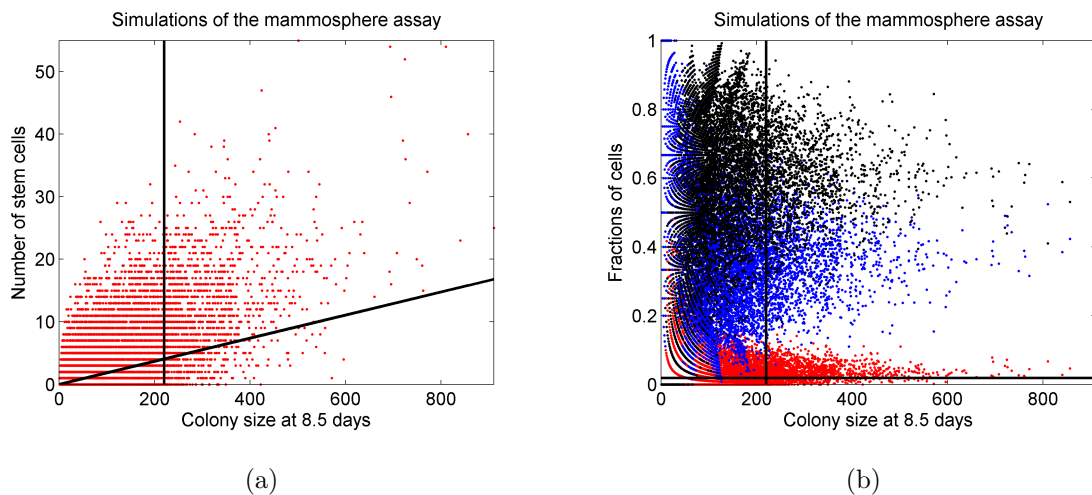 Simulations of the mammosphere assay
Number of stem cells
50
40
30
20
10
0
0
200
400
600
800
Colony size at 8.5 days
(a)
Simulations of the mammosphere assay
Fractions of cells
1
0.8
0.6
0.4
0.2
0
0
200
400
600
800
Colony size at 8.5 days
(b)